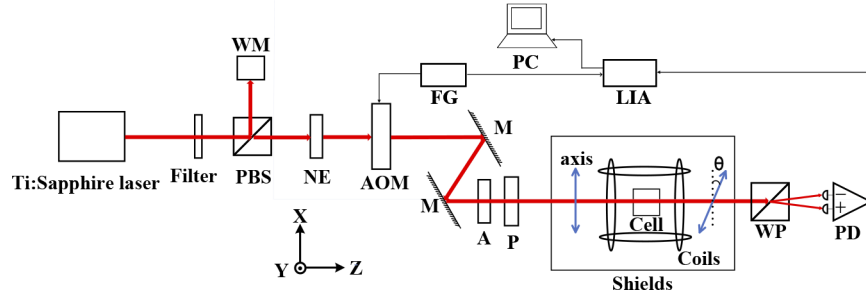 WM
PC
FG
LIA
M
axis
θ
Ti:Sapphire laser
Filter
PBS
NE
AOM
M
A
P
Cell
Coils
WP
−
+
PD
X
Y
Z
Shields